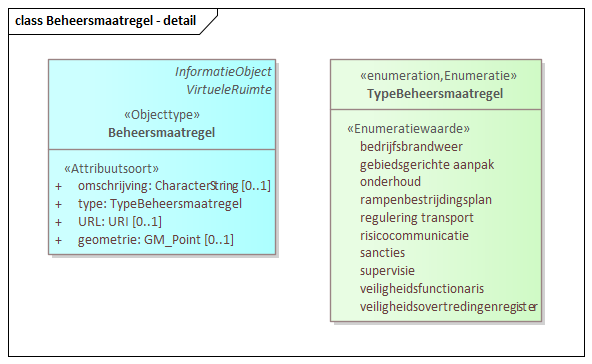 class Beheersmaatregel - detail
InformatieObject
VirtueleRuimte
«Objecttype»
Beheersmaatregel
«Attribuutsoort»
+ omschrijving: CharacterString [0..1]
+ type: TypeBeheersmaatregel
+ URL: URI [0..1]
+ geometrie: GM_Point [0..1]
«enumeration,Enumeratie»
TypeBeheersmaatregel
«Enumeratiewaarde»
bedrijfsbrandweer
gebiedsgerichte aanpak
onderhoud
rampenbestrijdingsplan
regulering transport
risicocommunicatie
sancties
supervisie
veiligheidsfunctionaris
veiligheidsovertredingenregister